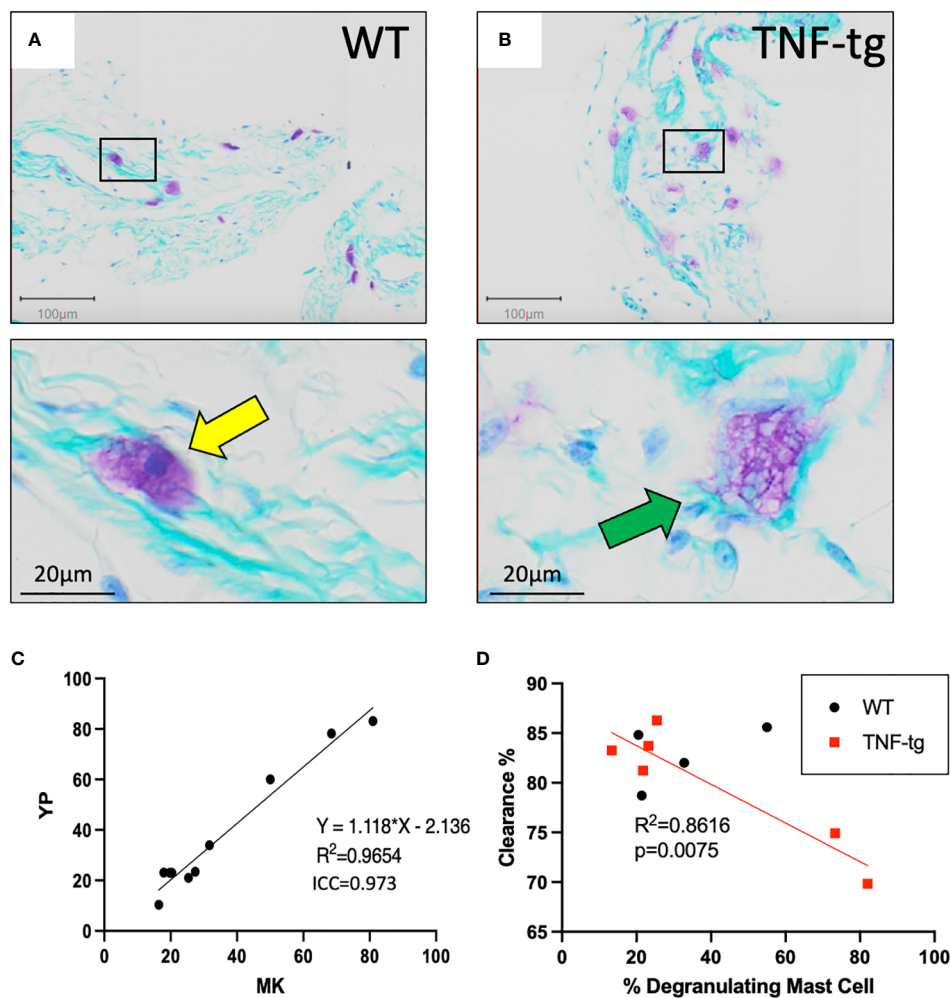 A
WT
100μm
B
TNF-tg
100μm
20μm
20μm
C
100
80
60
40
20
0
YP
Y = 1.118*X - 2.136
R²=0.9654
ICC=0.973
0 20 40 60 80 100
MK
D
90
85
80
75
70
65
Clearance %
WT
TNF-tg
R²=0.8616
p=0.0075
0 20 40 60 80 100
% Degranulating Mast Cell